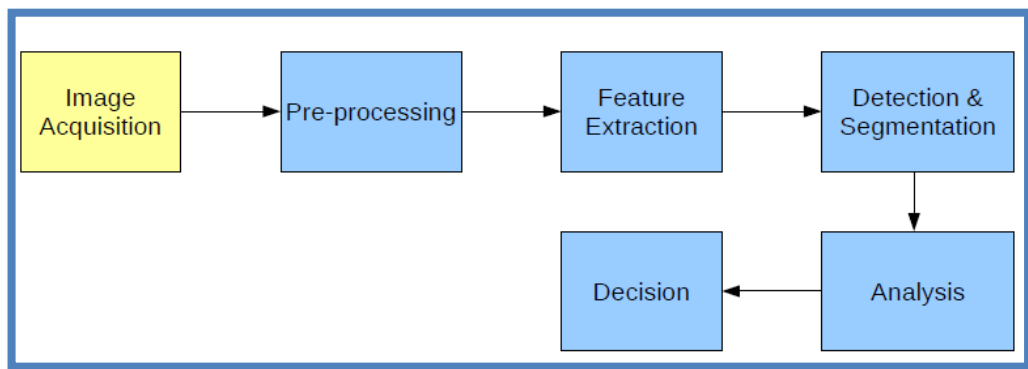 Image
Acquisition
Pre-processing
Feature
Extraction
Detection &
Segmentation
Decision
Analysis